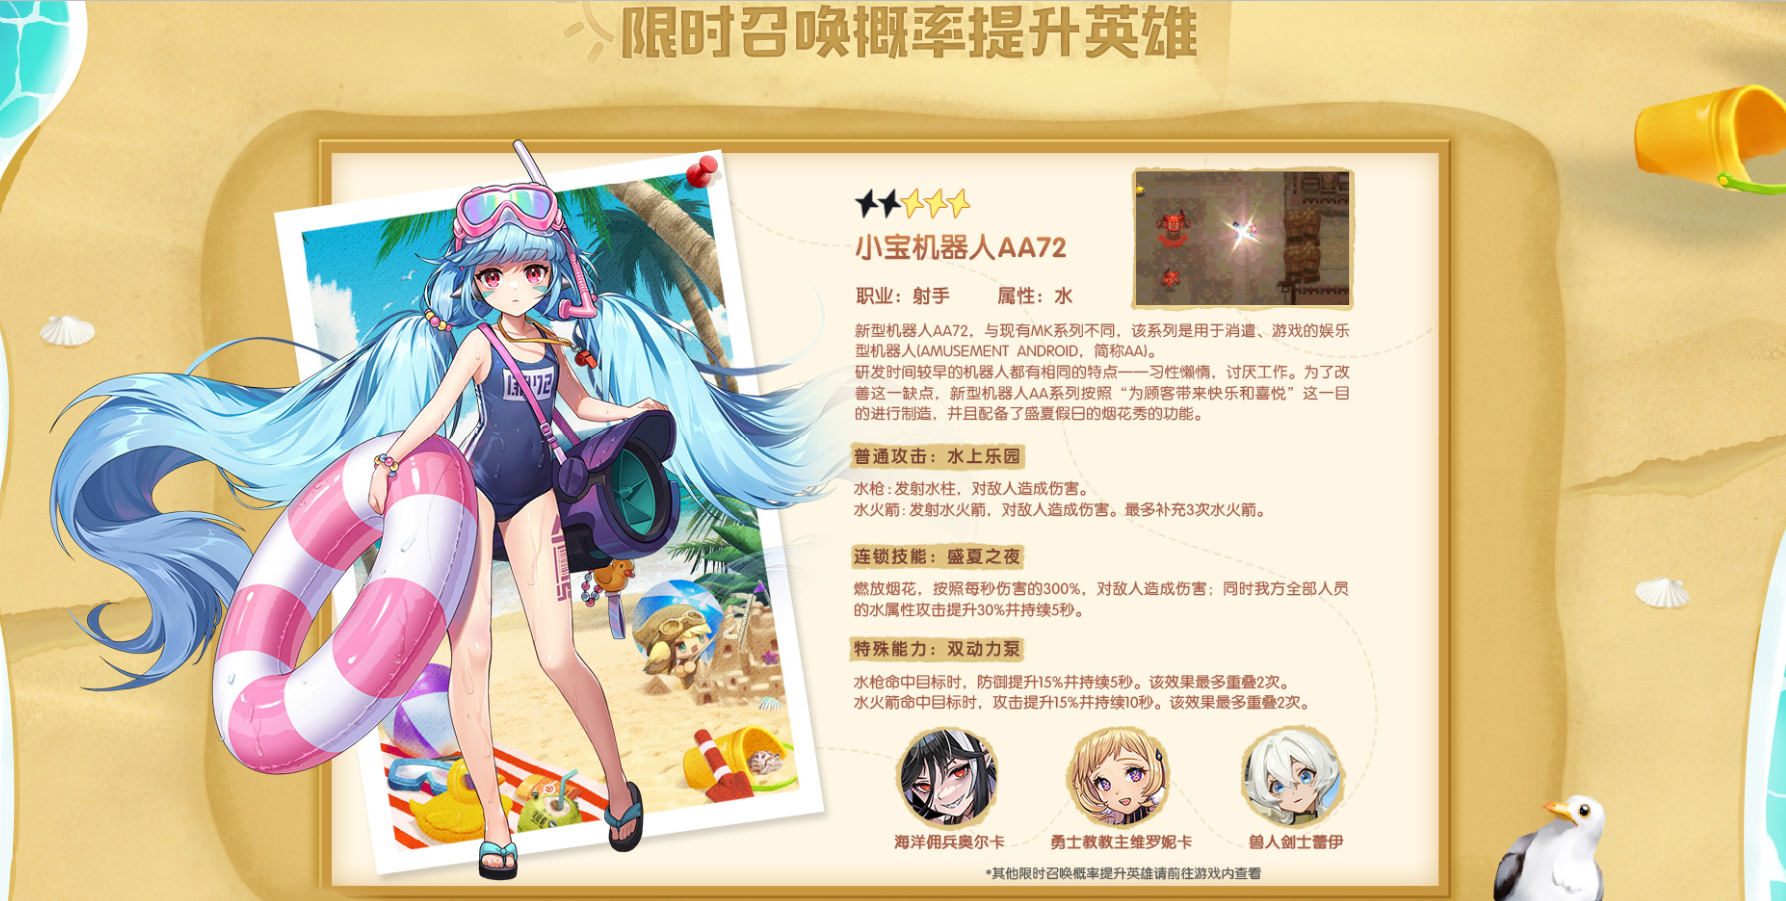 限时召唤概率提升英雄
小宝机器人AA72
职业：射手 属性：水
新型机器人AA72，与现有MK系列不同，该系列是用于消遣、游戏的娱乐
型机器人(AMUSEMENT ANDROID，简称AA)。
研发时间较早的机器人都有相同的特点——习性懒惰，讨厌工作。为了改
善这一缺点，新型机器人AA系列按照“为顾客带来快乐和喜悦”这一目
的进行制造，并且配备了盛夏假日的烟花秀的功能。
普通攻击：水上乐园
水枪:发射水柱，对敌人造成伤害。
水火箭:发射水火箭，对敌人造成伤害。最多补充3次水火箭。
连锁技能：盛夏之夜
燃放烟花，按照每秒伤害的300%，对敌人造成伤害；同时我方全部人员
的水属性攻击提升30%并持续5秒。
特殊能力：双动力泵
水枪命中目标时，防御提升15%并持续5秒。该效果最多重叠2次。
水火箭命中目标时，攻击提升15%并持续10秒。该效果最多重叠2次。
海洋佣兵奥尔卡
勇士教教主维罗妮卡
兽人剑士蕾伊
*其他限时召唤概率提升英雄请前往游戏内查看